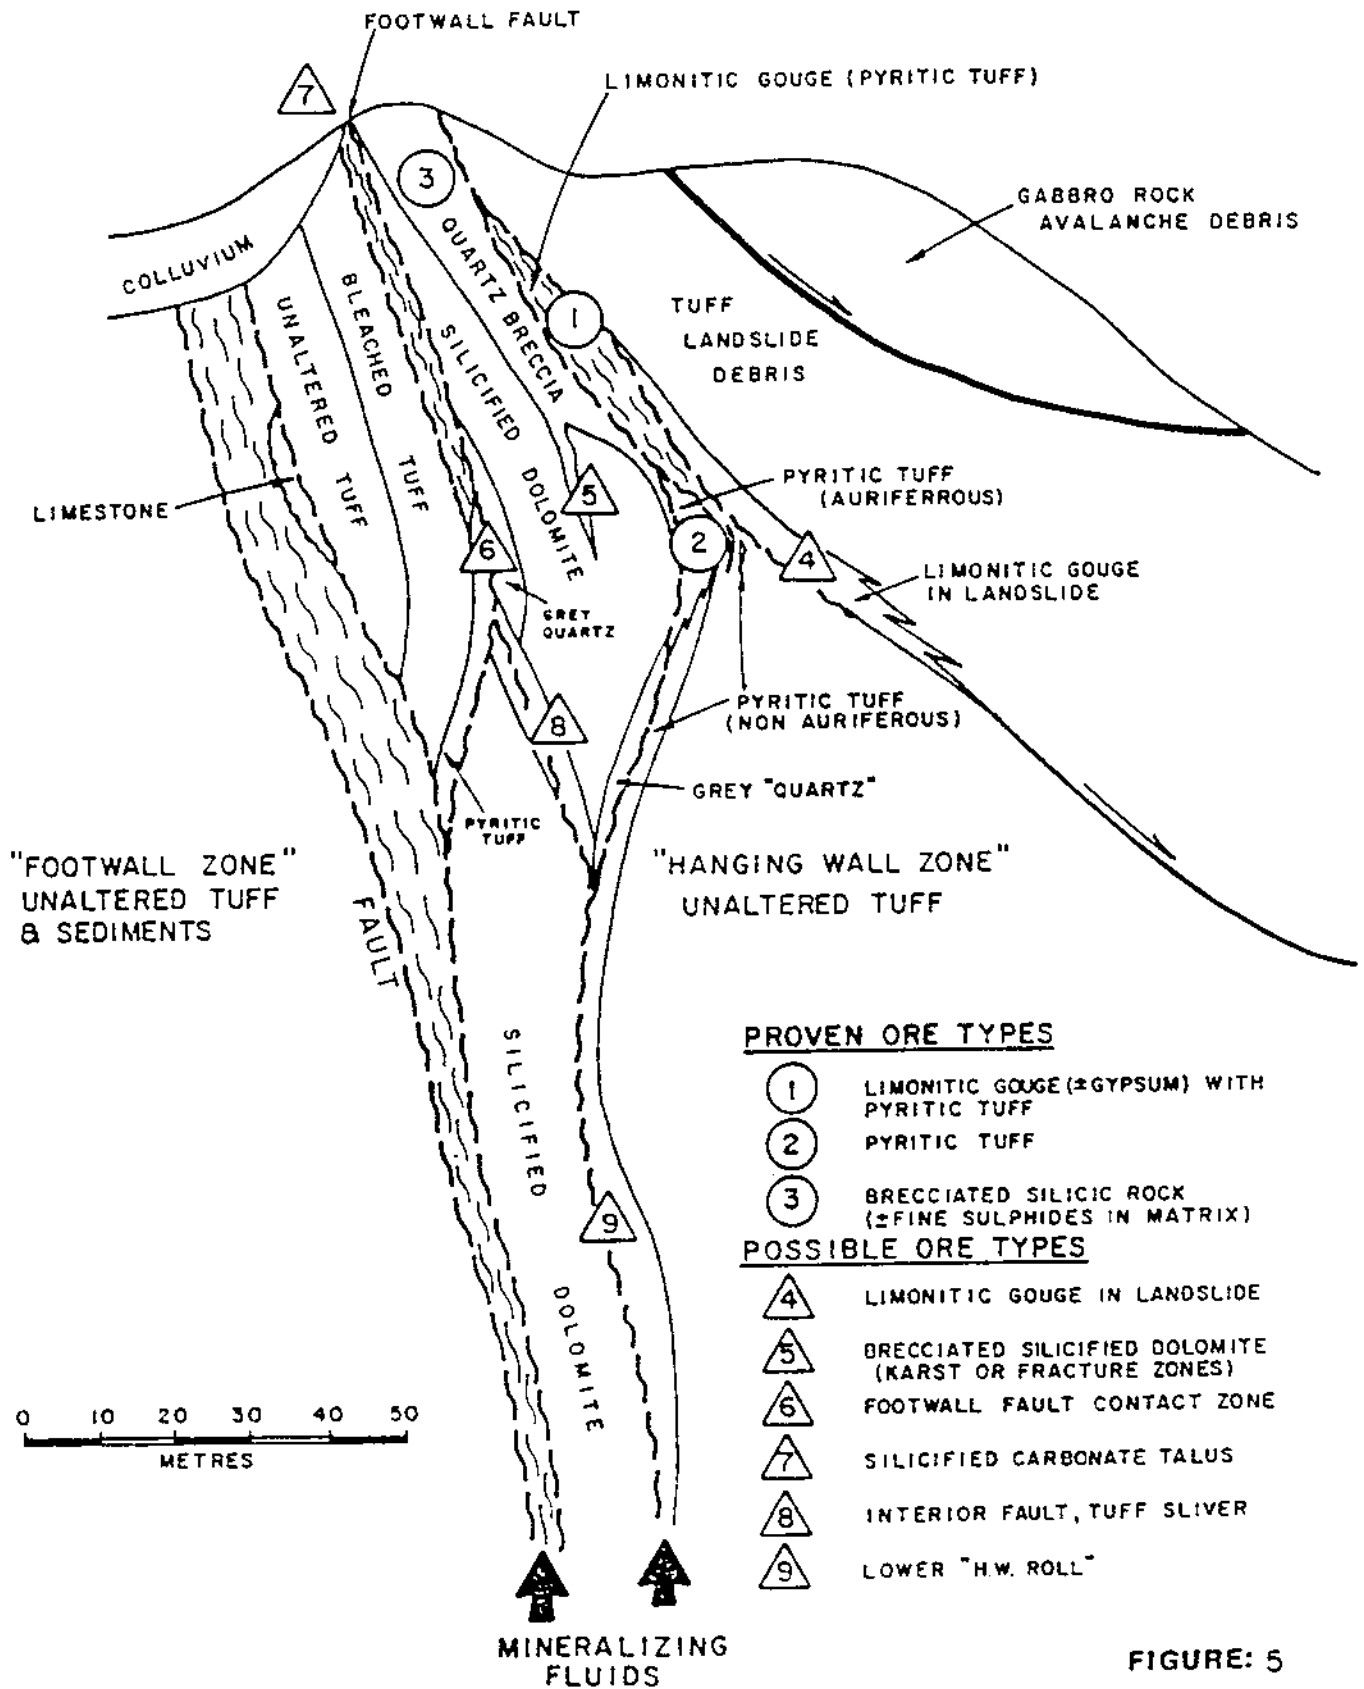 FOOTWALL FAULT
7
LIMONITIC GOUGE (PYRITIC TUFF)
3
GABBRO ROCK
AVALANCHE DEBRIS
COLLUVIUM
UNALTERED TUFF
BLEACHED TUFF
SILICIFIED DOLOMITE
QUARTZ BRECCIA
1
TUFF
LANDSLIDE
DEBRIS
LIMESTONE
5
PYRITIC TUFF
(AURIFERROUS)
6
2
4
LIMONITIC GOUGE
IN LANDSLIDE
GREY
QUARTZ
8
PYRITIC TUFF
(NON AURIFEROUS)
GREY "QUARTZ"
PYRITIC
TUFF
"FOOTWALL ZONE"
UNALTERED TUFF
& SEDIMENTS
FAULT
"HANGING WALL ZONE"
UNALTERED TUFF
SILICIFIED DOLOMITE
9
PROVEN ORE TYPES
1 LIMONITIC GOUGE (±GYPSUM) WITH
PYRITIC TUFF
2 PYRITIC TUFF
3 BRECCIATED SILICIC ROCK
(±FINE SULPHIDES IN MATRIX)
POSSIBLE ORE TYPES
4 LIMONITIC GOUGE IN LANDSLIDE
5 BRECCIATED SILICIFIED DOLOMITE
(KARST OR FRACTURE ZONES)
6 FOOTWALL FAULT CONTACT ZONE
7 SILICIFIED CARBONATE TALUS
8 INTERIOR FAULT, TUFF SLIVER
9 LOWER "H.W. ROLL"
0 10 20 30 40 50
METRES
MINERALIZING
FLUIDS
FIGURE: 5